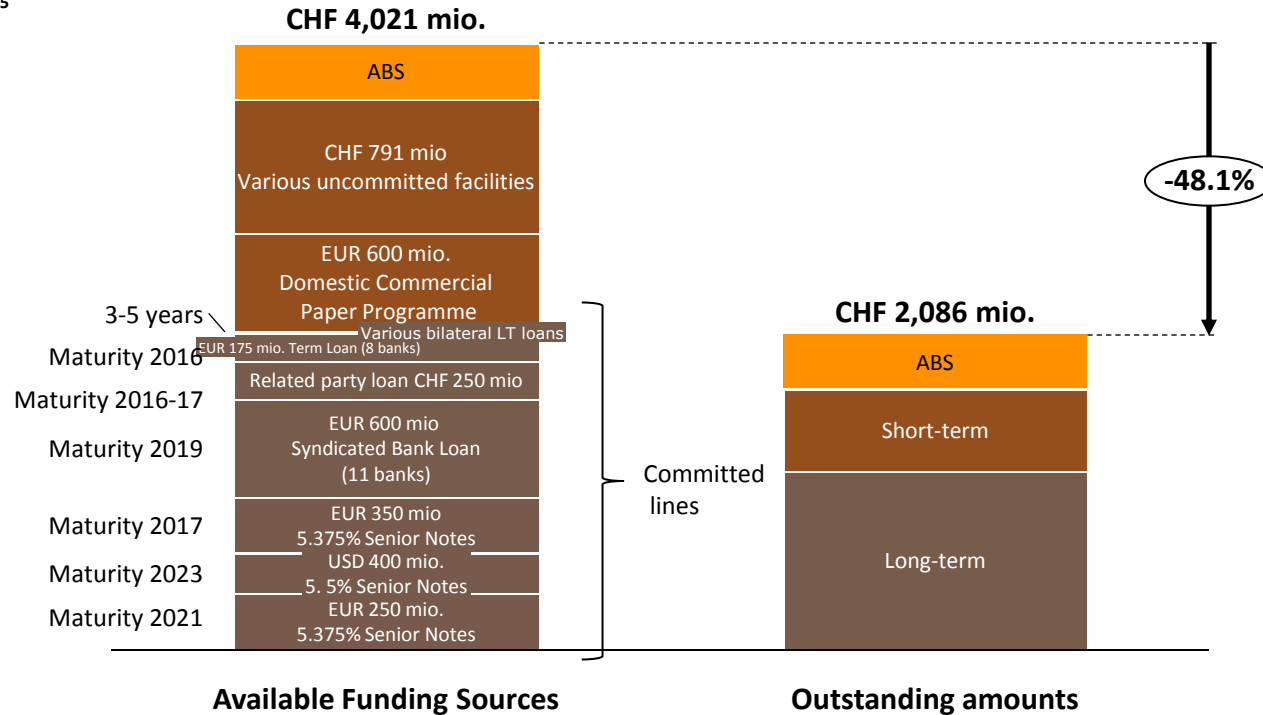 5
CHF 4,021 mio.
ABS
CHF 791 mio
Various uncommitted facilities
-48.1%
EUR 600 mio.
Domestic Commercial
Paper Programme
3-5 years
Various bilateral LT loans
CHF 2,086 mio.
Maturity 2016
EUR 175 mio. Term Loan (8 banks)
ABS
Related party loan CHF 250 mio
Maturity 2016-17
EUR 600 mio
Syndicated Bank Loan
(11 banks)
Maturity 2019
Short-term
Committed
lines
EUR 350 mio
5.375% Senior Notes
Maturity 2017
USD 400 mio.
5. 5% Senior Notes
Maturity 2023
Long-term
EUR 250 mio.
5.375% Senior Notes
Maturity 2021
Available Funding Sources
Outstanding amounts